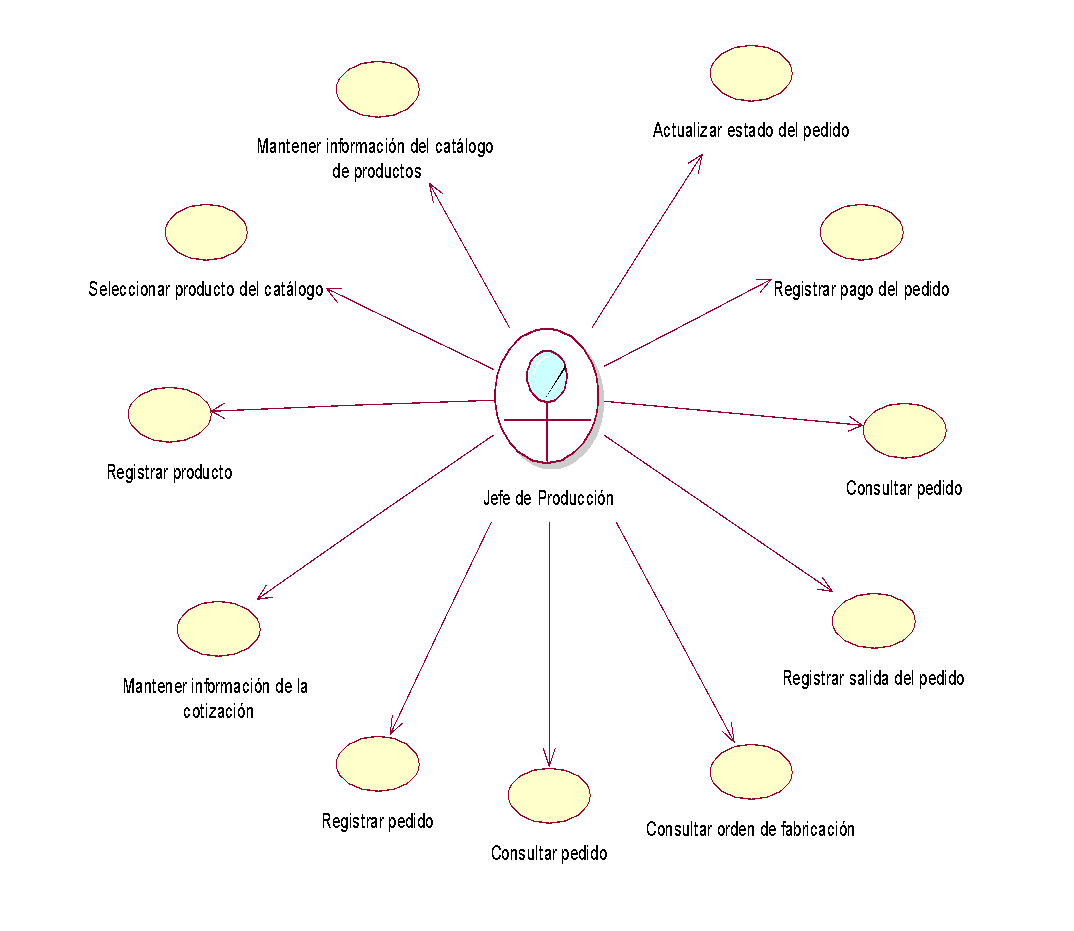 Actualizar estado del pedido
Mantener información del catálogo
de productos
Seleccionar producto del catálogo
Registrar pago del pedido
Registrar producto
Consultar pedido
Jefe de Producción
Mantener información de la
cotización
Registrar salida del pedido
Registrar pedido
Consultar pedido
Consultar orden de fabricación